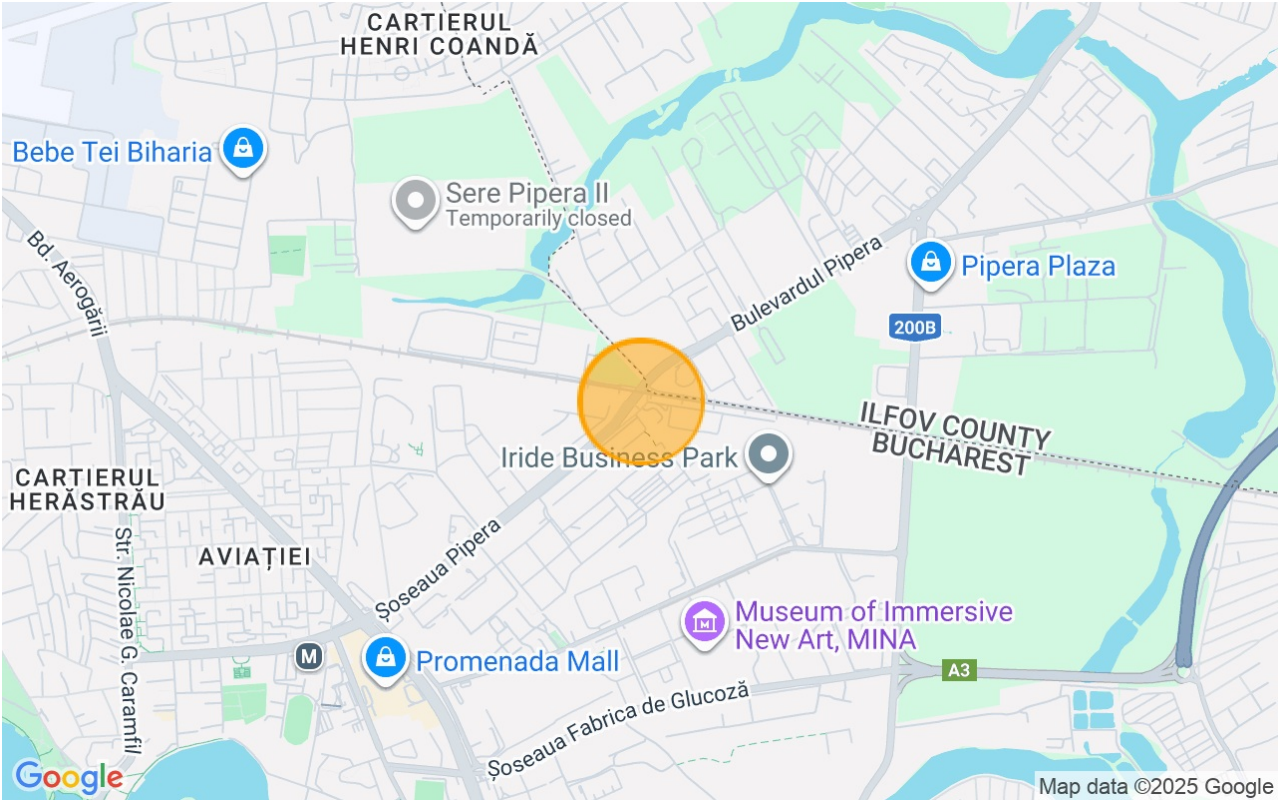 CARTIERUL
HENRI COANDĂ
Bebe Tei Biharia
Sere Pipera II
Temporarily closed
Bd. Aerogării
Bulevardul Pipera
Pipera Plaza
200B
ILFOV COUNTY
BUCHAREST
Iride Business Park
CARTIERUL
HERĂSTRĂU
AVIAȚIEI
Șoseaua Pipera
Str. Nicolae G. Caramfil
M
Promenada Mall
Museum of Immersive
New Art, MINA
A3
Șoseaua Fabrica de Glucoză
Google
Map data ©2025 Google